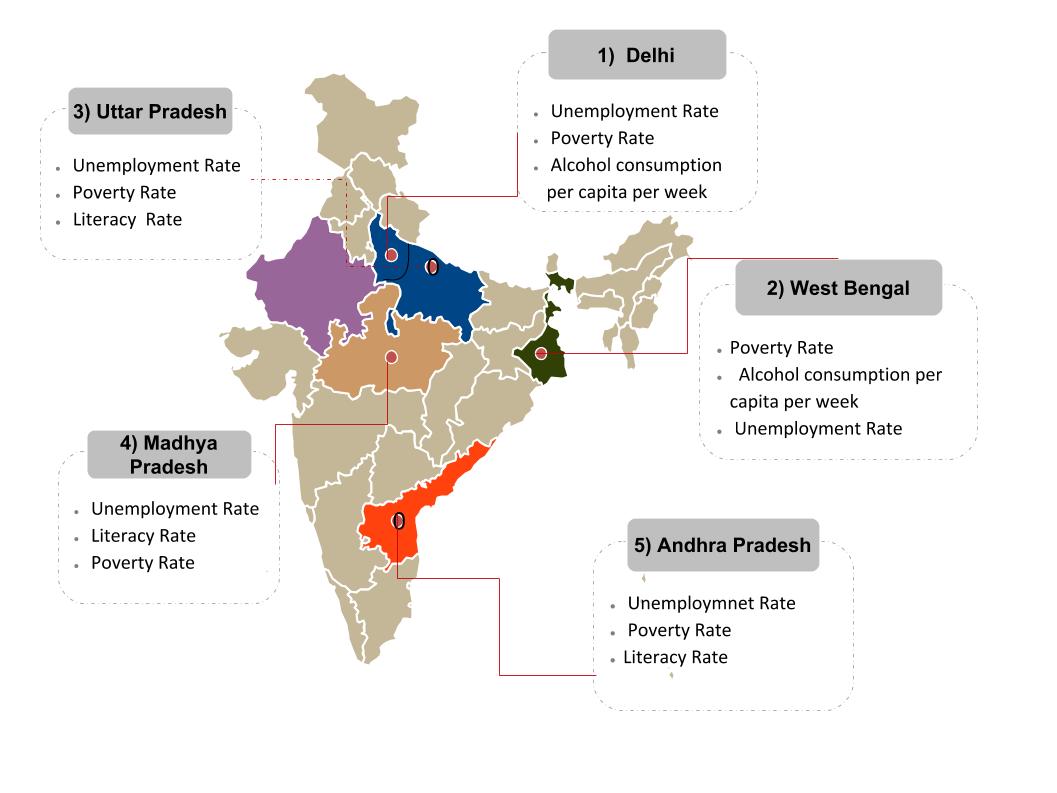 1) Delhi
• Unemployment Rate
• Poverty Rate
• Alcohol consumption
per capita per week
3) Uttar Pradesh
• Unemployment Rate
• Poverty Rate
• Literacy Rate
2) West Bengal
• Poverty Rate
• Alcohol consumption per
capita per week
• Unemployment Rate
4) Madhya
Pradesh
• Unemployment Rate
• Literacy Rate
• Poverty Rate
5) Andhra Pradesh
• Unemploymnet Rate
• Poverty Rate
• Literacy Rate